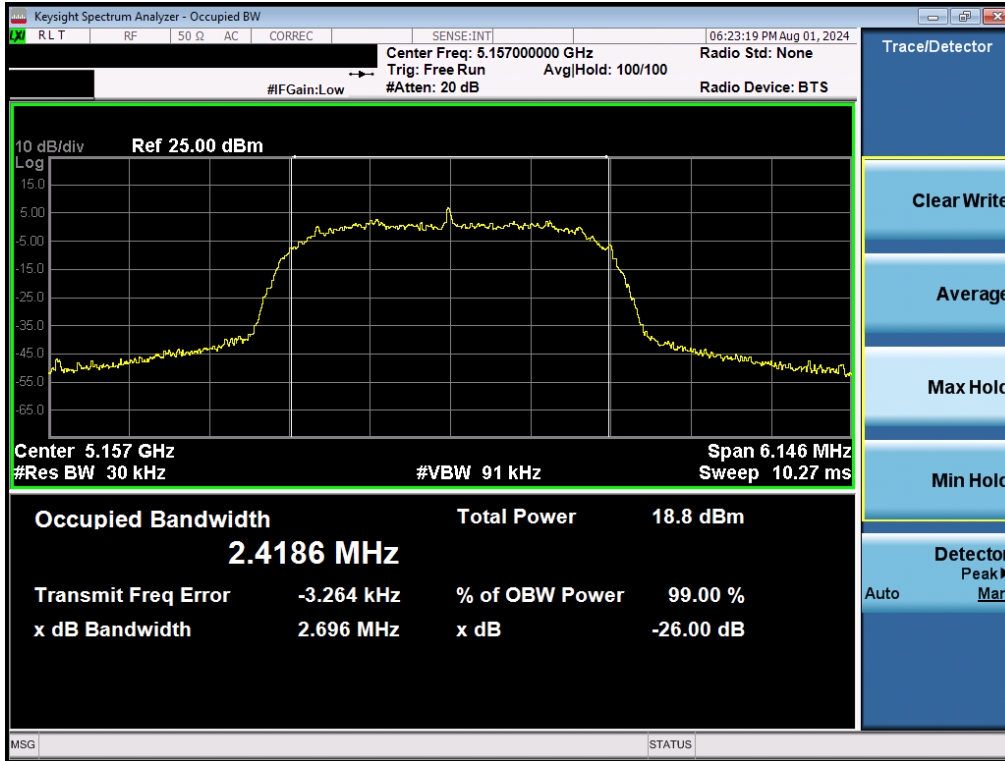 Keysight Spectrum Analyzer - Occupied BW
LXI RLT RF 50 Ω AC CORREC SENSE:INT 06:23:19 PM Aug 01, 2024
Center Freq: 5.157000000 GHz Radio Std: None
Trig: Free Run Avg|Hold: 100/100
#IFGain:Low #Atten: 20 dB Radio Device: BTS
10 dB/div Ref 25.00 dBm
Log
15.0
5.00
-5.00
-15.0
-25.0
-35.0
-45.0
-55.0
-65.0
Center 5.157 GHz Span 6.146 MHz
#Res BW 30 kHz #VBW 91 kHz Sweep 10.27 ms
Occupied Bandwidth Total Power 18.8 dBm
2.4186 MHz
Transmit Freq Error -3.264 kHz % of OBW Power 99.00 %
x dB Bandwidth 2.696 MHz x dB -26.00 dB
MSG STATUS
Trace/Detector
Clear Write
Average
Max Hold
Min Hold
Detector
Peak▶
Auto Man